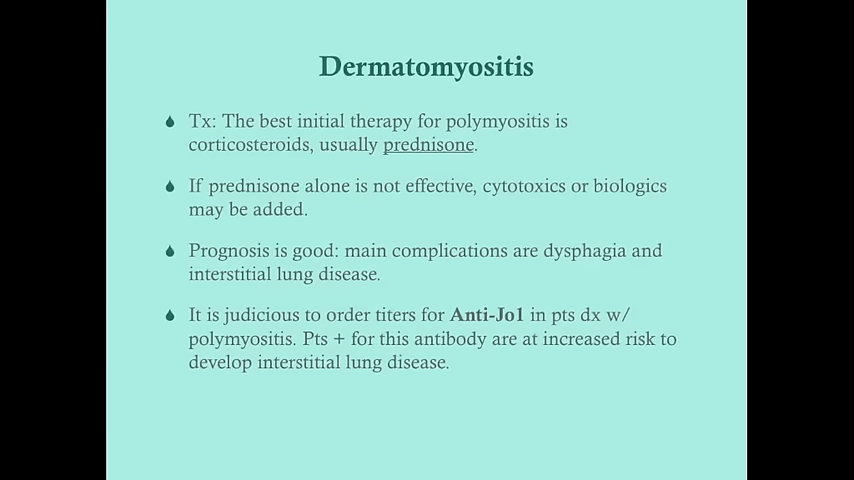 Dermatomyositis
Tx: The best initial therapy for polymyositis is
corticosteroids, usually prednisone.
If prednisone alone is not effective, cytotoxics or biologics
may be added.
Prognosis is good: main complications are dysphagia and
interstitial lung disease.
It is judicious to order titers for Anti-Jo1 in pts dx w/
polymyositis. Pts + for this antibody are at increased risk to
develop interstitial lung disease.